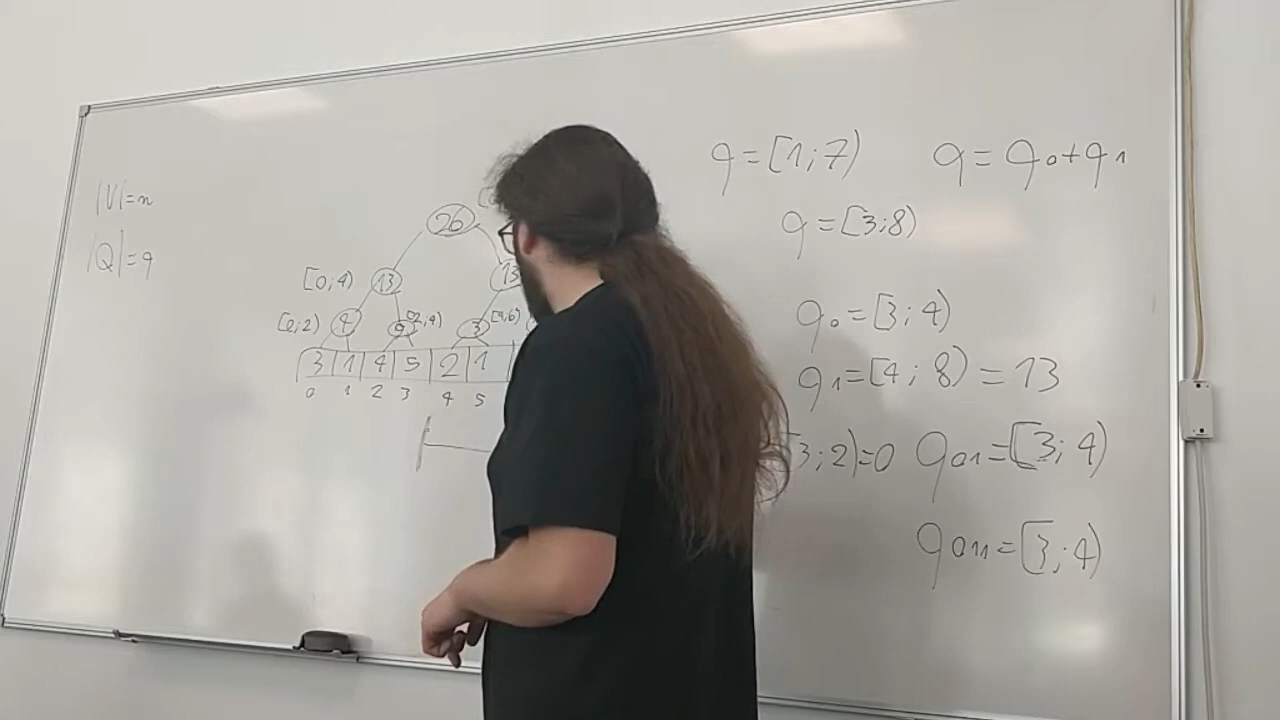 |V|=n
|Q|=q
26
[0;4) 13 13
[0;2) 4 9 2;4) 3 [4;6)
3 1 4 5 2 1
0 1 2 3 4 5
q=[1;7) q=q0+q1
q=[3;8)
q0=[3;4)
q1=[4;8)=13
3;2)=0 q01=[3;4)
q011=[3;4)